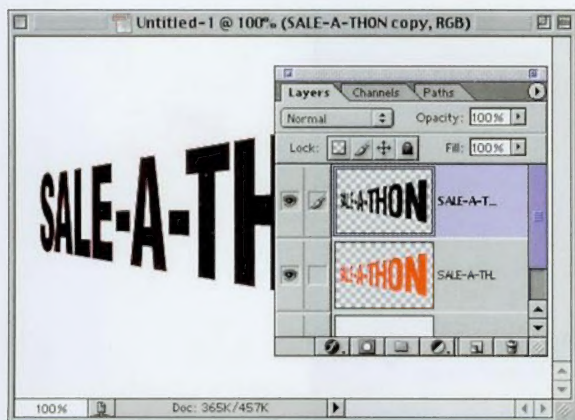 Untitled-1 @ 100% (SALE-A-THON copy, RGB)
Layers Channels Paths
Normal Opacity: 100%
Lock: Fill: 100%
SALE-A-TH
SALE-A-THON SALE-A-T...
SALE-A-THON SALE-A-TH...
100% Doc: 365K/457K